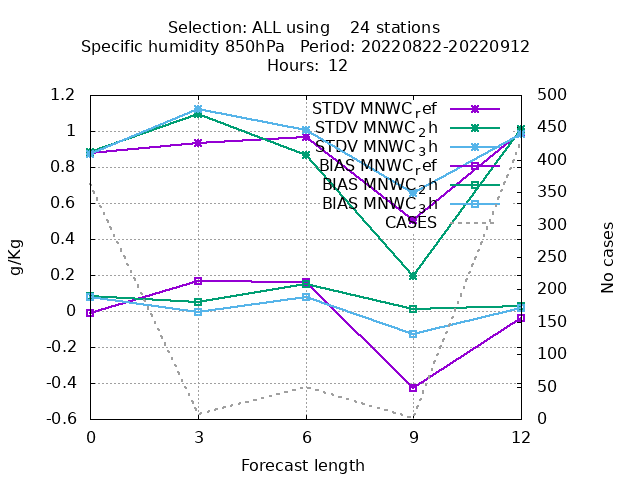 Selection: ALL using    24 stations
Specific humidity 850hPa   Period: 20220822-20220912
Hours:  12
1.2
1
0.8
0.6
0.4
0.2
0
-0.2
-0.4
-0.6
g/Kg
500
450
400
350
300
250
200
150
100
50
0
No cases
STDV MNWC_ref
STDV MNWC_2h
STDV MNWC_3h
BIAS MNWC_ref
BIAS MNWC_2h
BIAS MNWC_3h
CASES
0 3 6 9 12
Forecast length